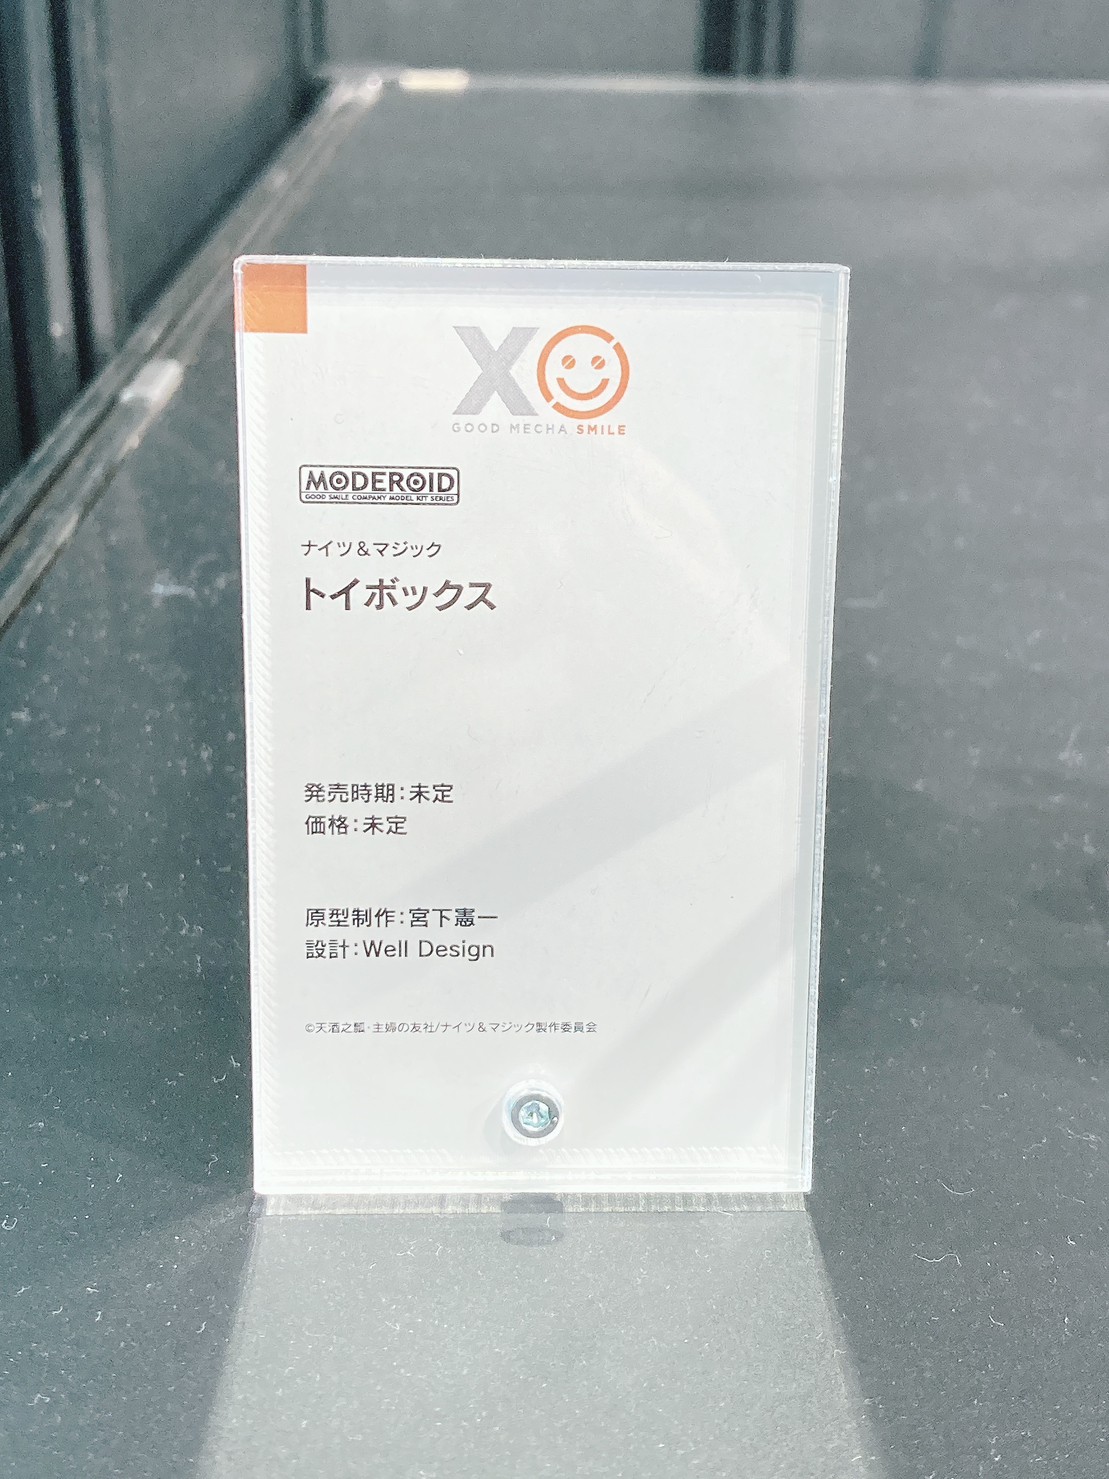 XO
GOOD MECHA SMILE
MODEROID
GOOD SMILE COMPANY MODEL KIT SERIES
ナイツ＆マジック
トイボックス
発売時期：未定
価格：未定
原型制作：宮下憲一
設計：Well Design
©天酒之瓢・主婦の友社/ナイツ＆マジック製作委員会